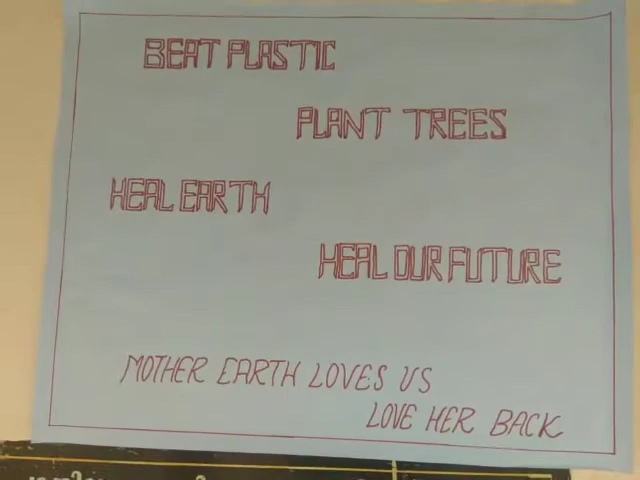 BEAT PLASTIC
PLANT TREES
HEAL EARTH
HEAL OUR FUTURE
MOTHER EARTH LOVES US
LOVE HER BACK